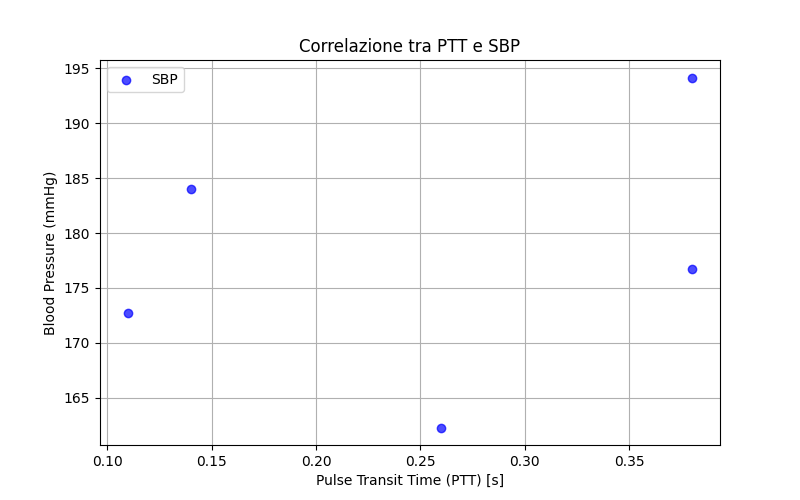 Correlazione tra PTT e SBP
SBP
Blood Pressure (mmHg)
195
190
185
180
175
170
165
0.10 0.15 0.20 0.25 0.30 0.35
Pulse Transit Time (PTT) [s]